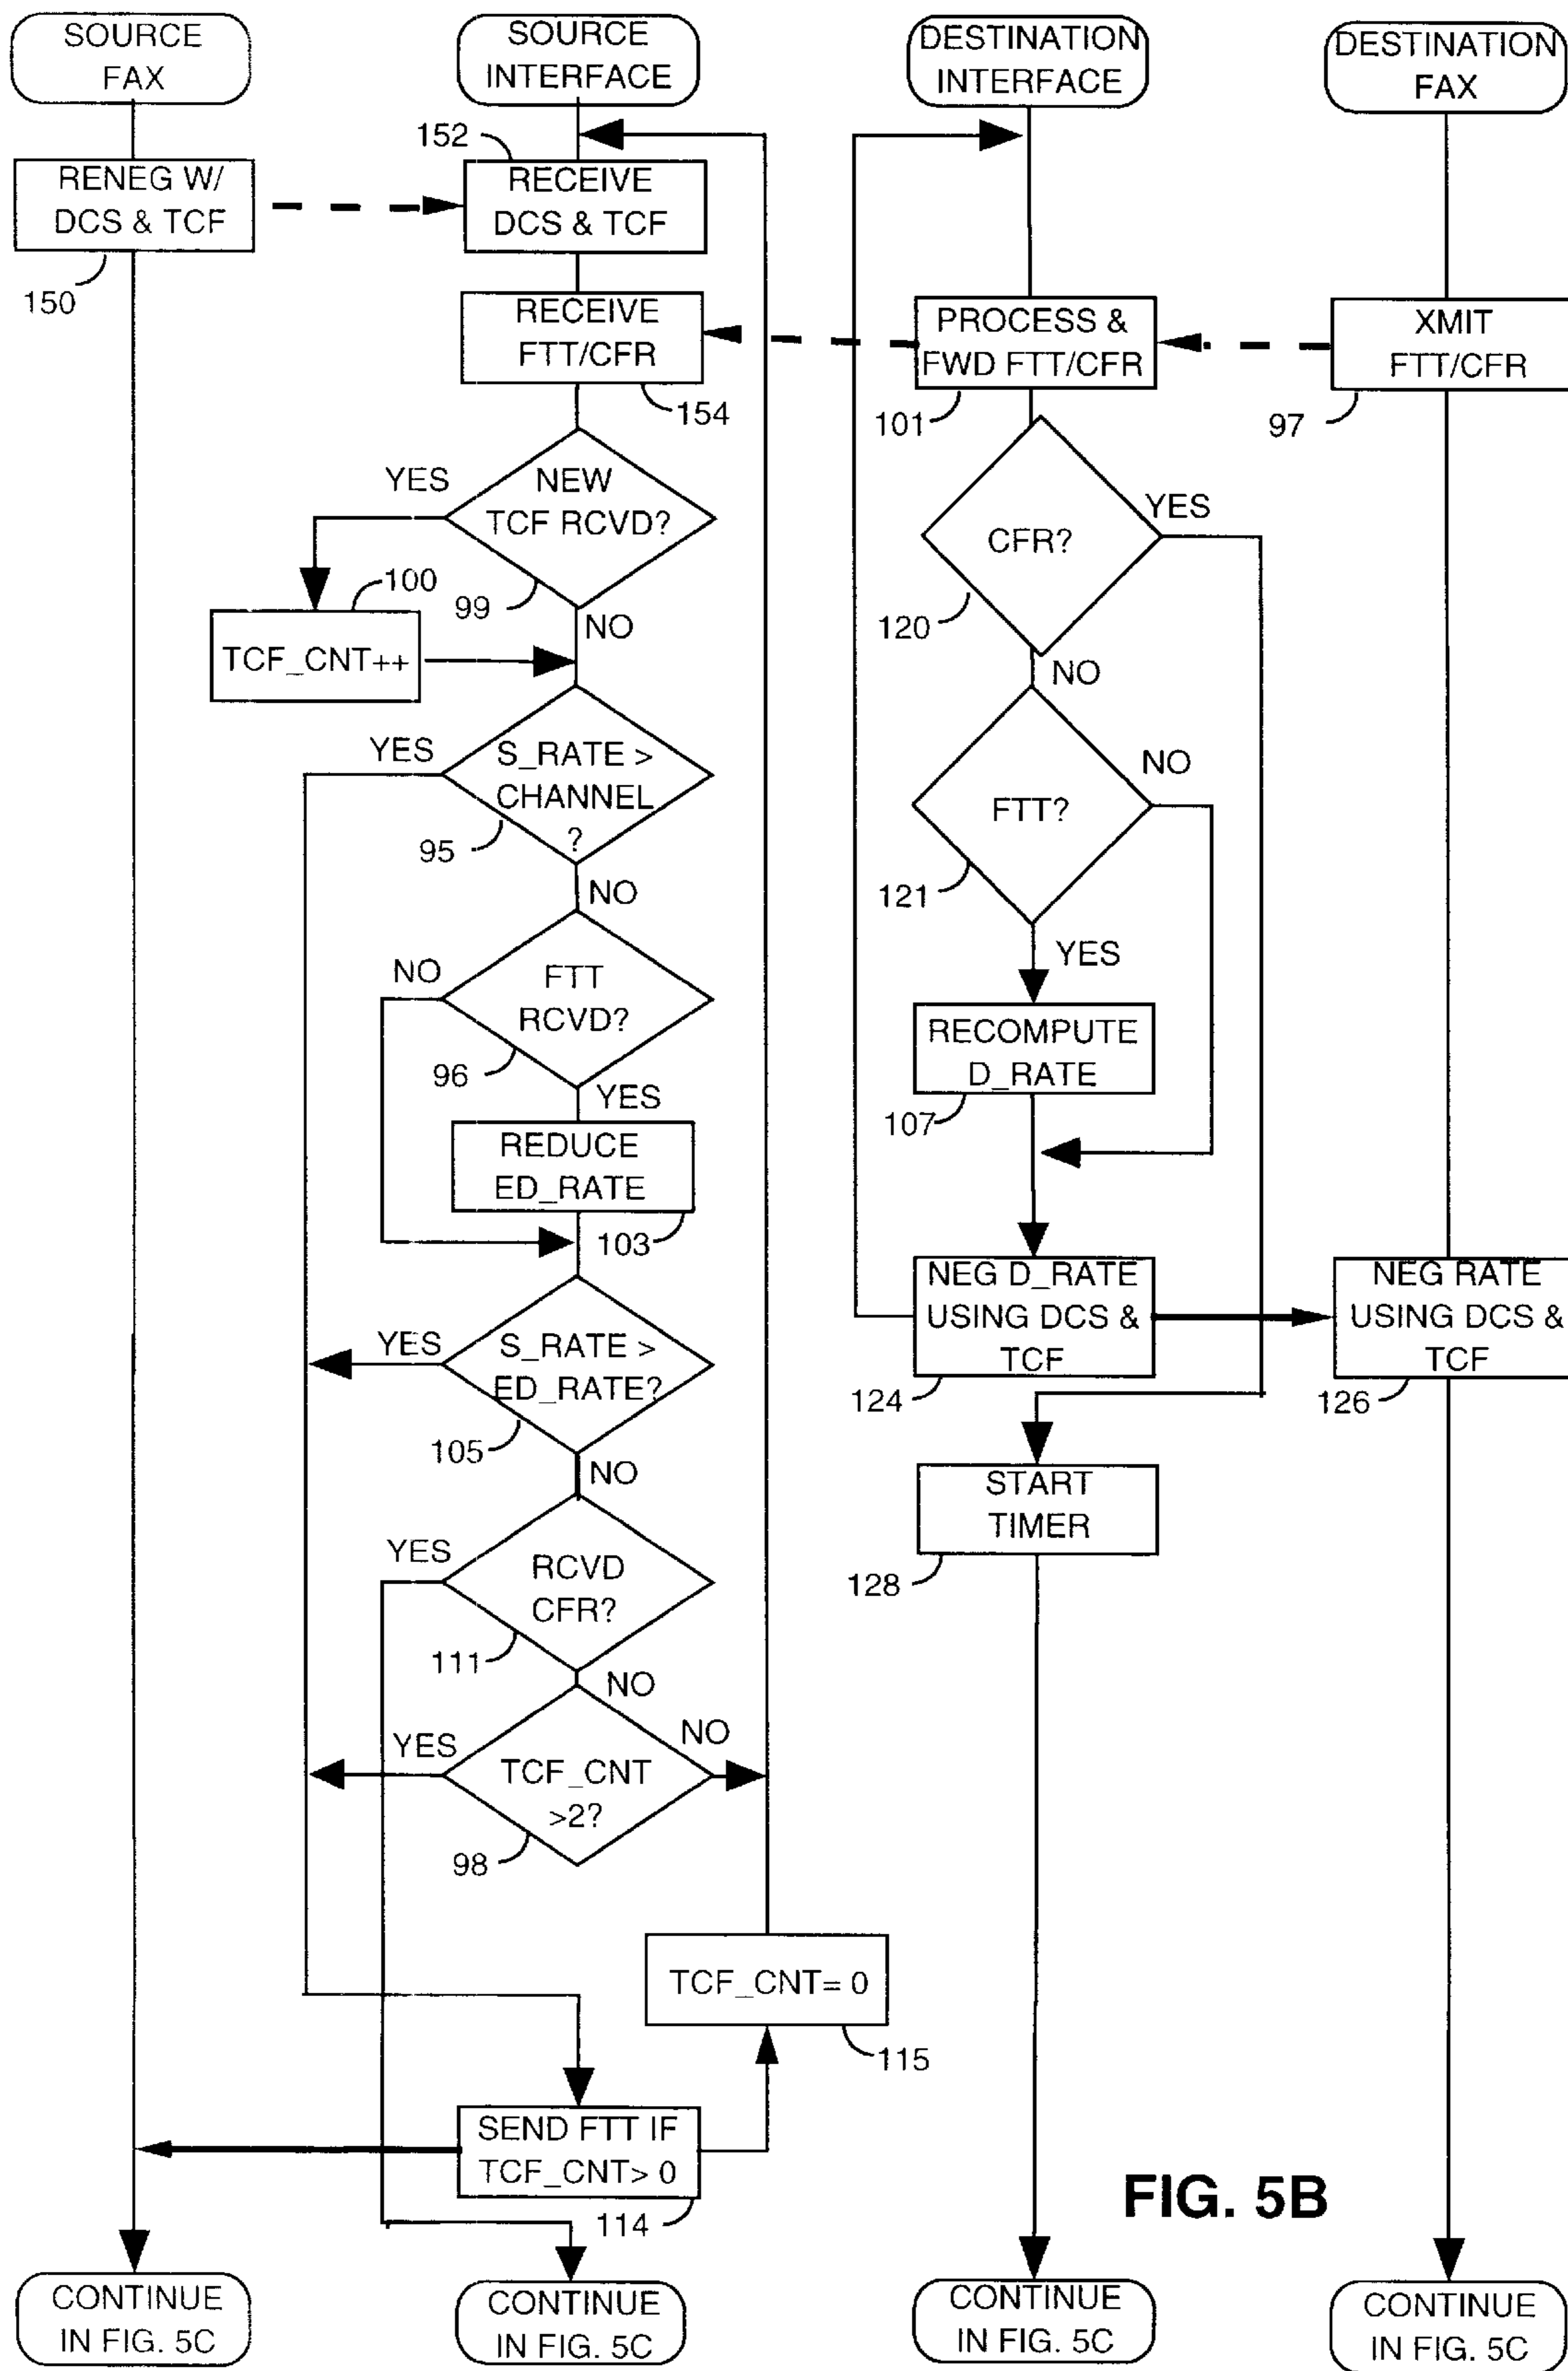 SOURCE
FAX
SOURCE
INTERFACE
DESTINATION
INTERFACE
DESTINATION
FAX
152
RENEG W/
DCS & TCF
150
RECEIVE
DCS & TCF
RECEIVE
FTT/CFR
154
PROCESS &
FWD FTT/CFR
101
XMIT
FTT/CFR
97
YES
NEW
TCF RCVD?
99
NO
100
TCF_CNT++
YES
CFR?
120
NO
YES
S_RATE >
CHANNEL
?
95
NO
NO
FTT?
121
YES
NO
FTT
RCVD?
96
YES
RECOMPUTE
D_RATE
107
REDUCE
ED_RATE
103
YES
S_RATE >
ED_RATE?
105
NO
NEG D_RATE
USING DCS &
TCF
124
NEG RATE
USING DCS &
TCF
126
START
TIMER
128
YES
RCVD
CFR?
111
NO
YES
NO
TCF_CNT
>2?
98
TCF_CNT= 0
115
SEND FTT IF
TCF_CNT> 0
114
FIG. 5B
CONTINUE
IN FIG. 5C
CONTINUE
IN FIG. 5C
CONTINUE
IN FIG. 5C
CONTINUE
IN FIG. 5C